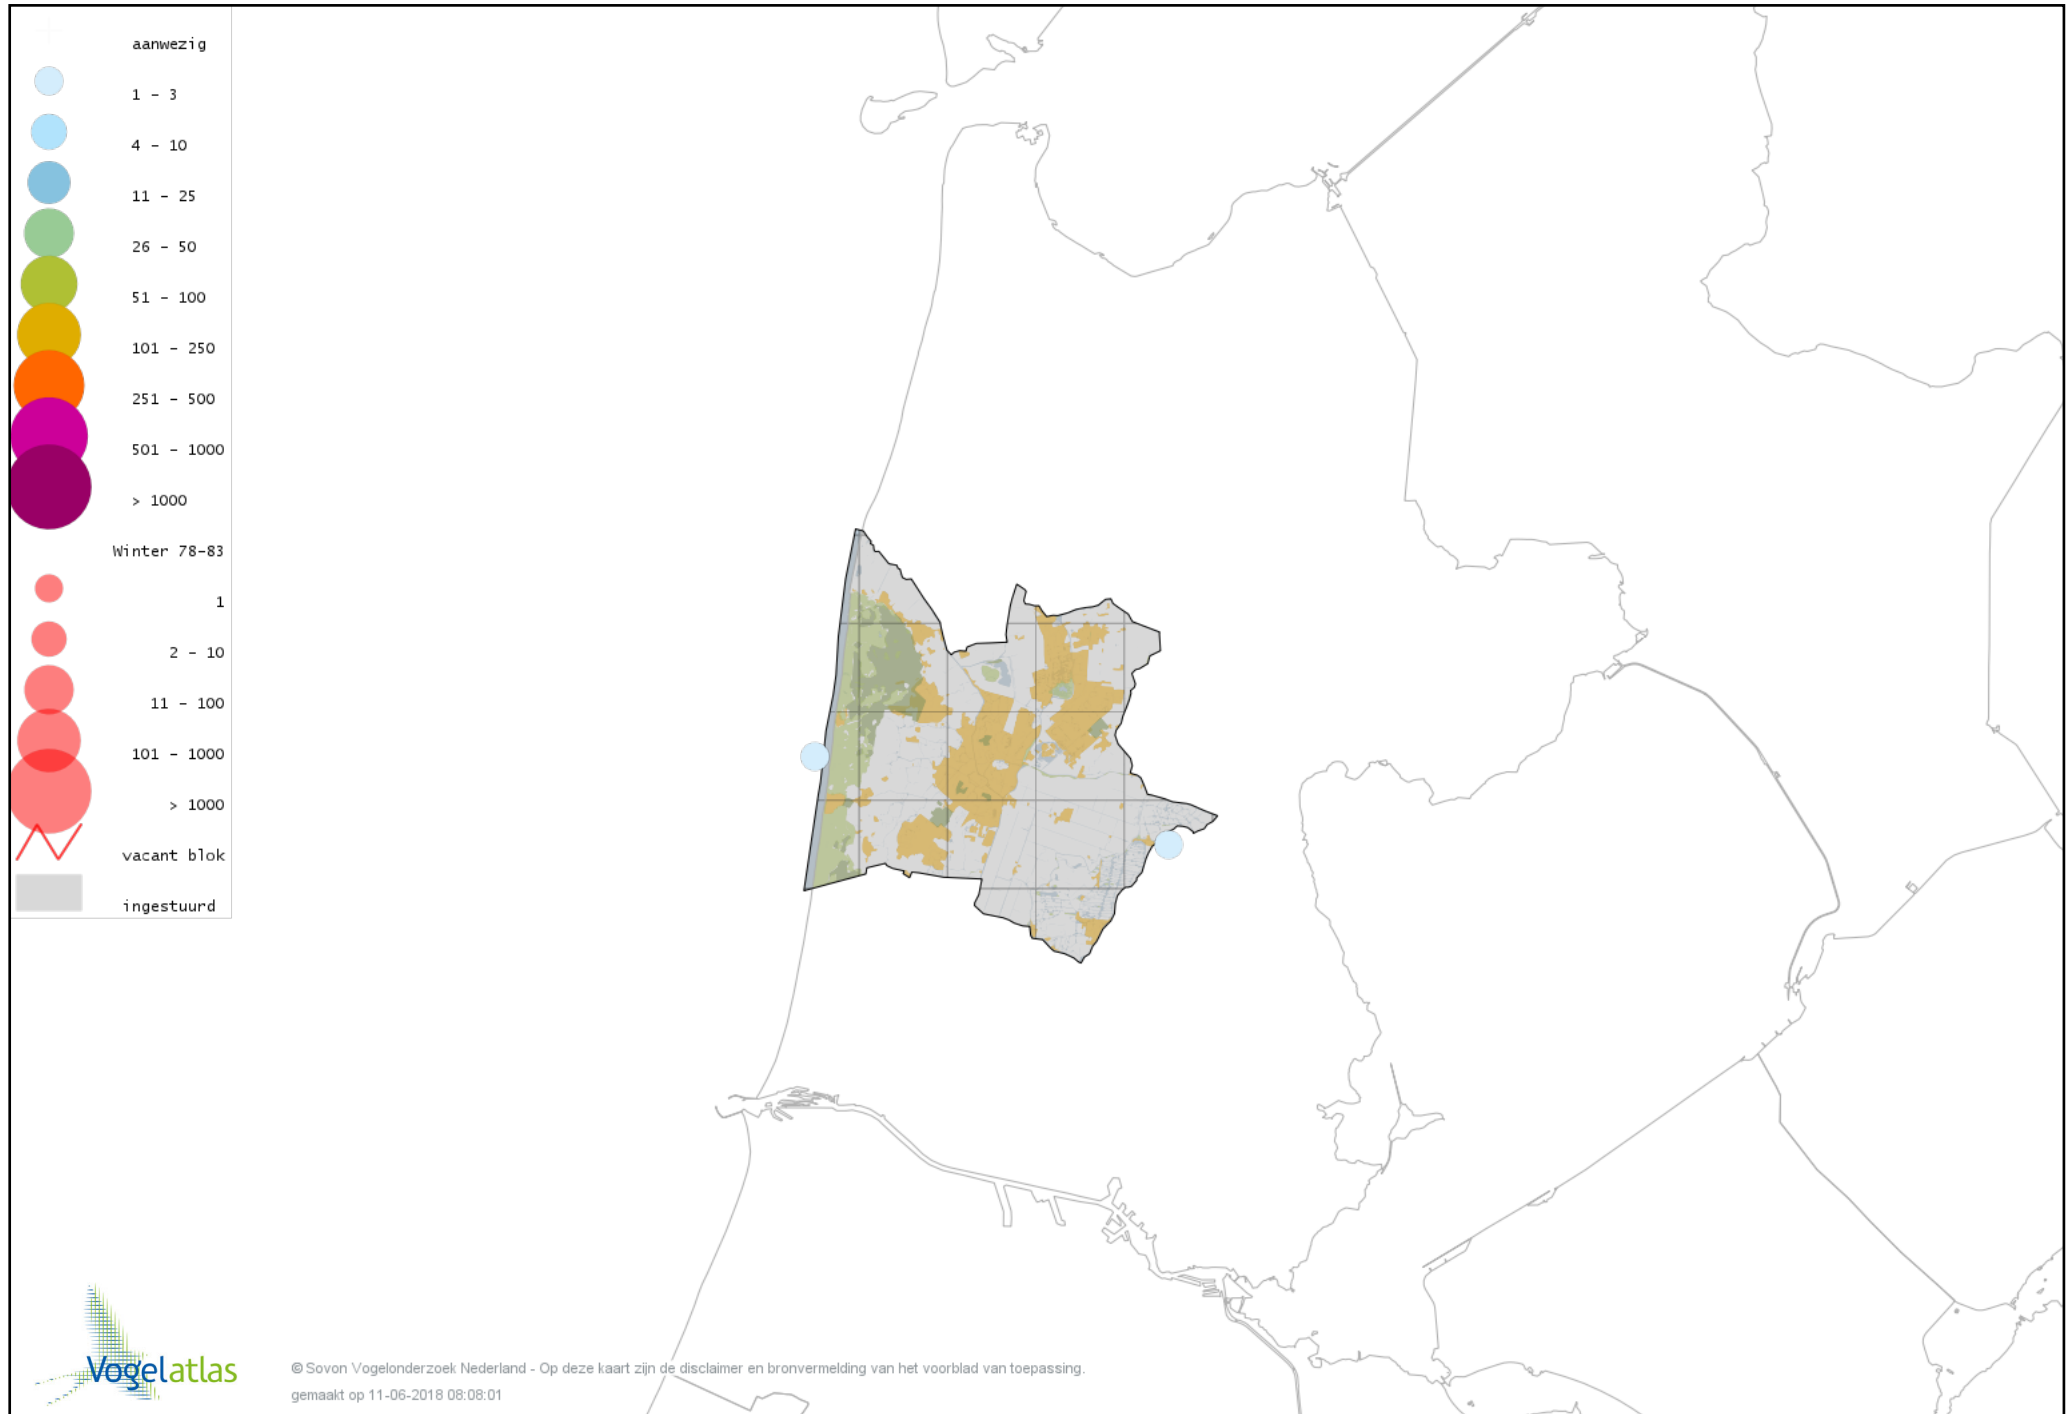 aanwezig
1 - 3
4 - 10
11 - 25
26 - 50
51 - 100
101 - 250
251 - 500
501 - 1000
> 1000
Winter 78-83
1
2 - 10
11 - 100
101 - 1000
> 1000
vacant blok
ingestuurd
Vogelatlas
© Sovon Vogelonderzoek Nederland - Op deze kaart zijn de disclaimer en bronvermelding van het voorblad van toepassing.
gemaakt op 11-06-2018 08:08:01